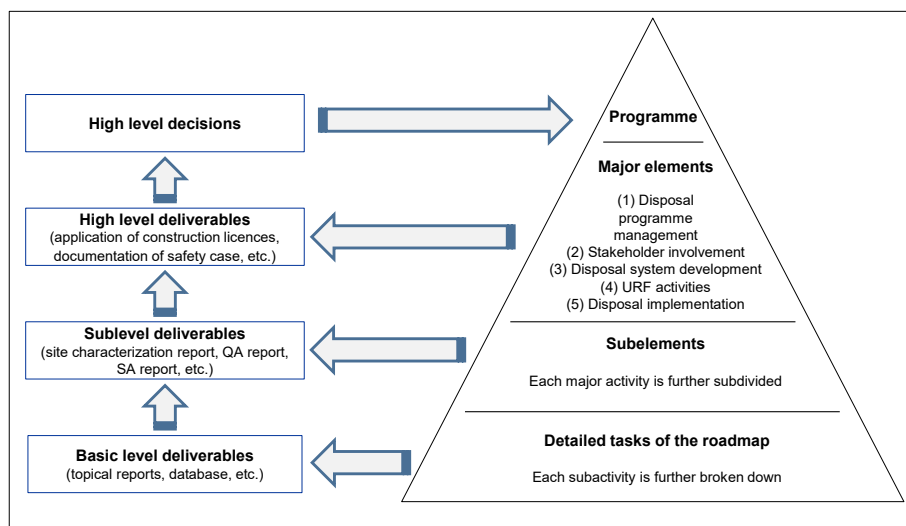 High level decisions
High level deliverables
(application of construction licences,
documentation of safety case, etc.)
Sublevel deliverables
(site characterization report, QA report,
SA report, etc.)
Basic level deliverables
(topical reports, database, etc.)
Programme
Major elements
(1) Disposal
programme
management
(2) Stakeholder involvement
(3) Disposal system development
(4) URF activities
(5) Disposal implementation
Subelements
Each major activity is further subdivided
Detailed tasks of the roadmap
Each subactivity is further broken down